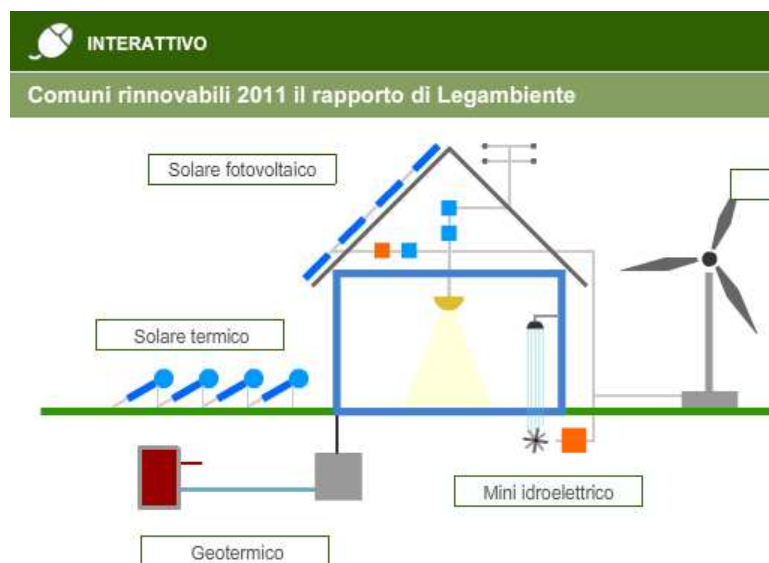 INTERATTIVO
Comuni rinnovabili 2011 il rapporto di Legambiente
Solare fotovoltaico
Solare termico
Mini idroelettrico
Geotermico